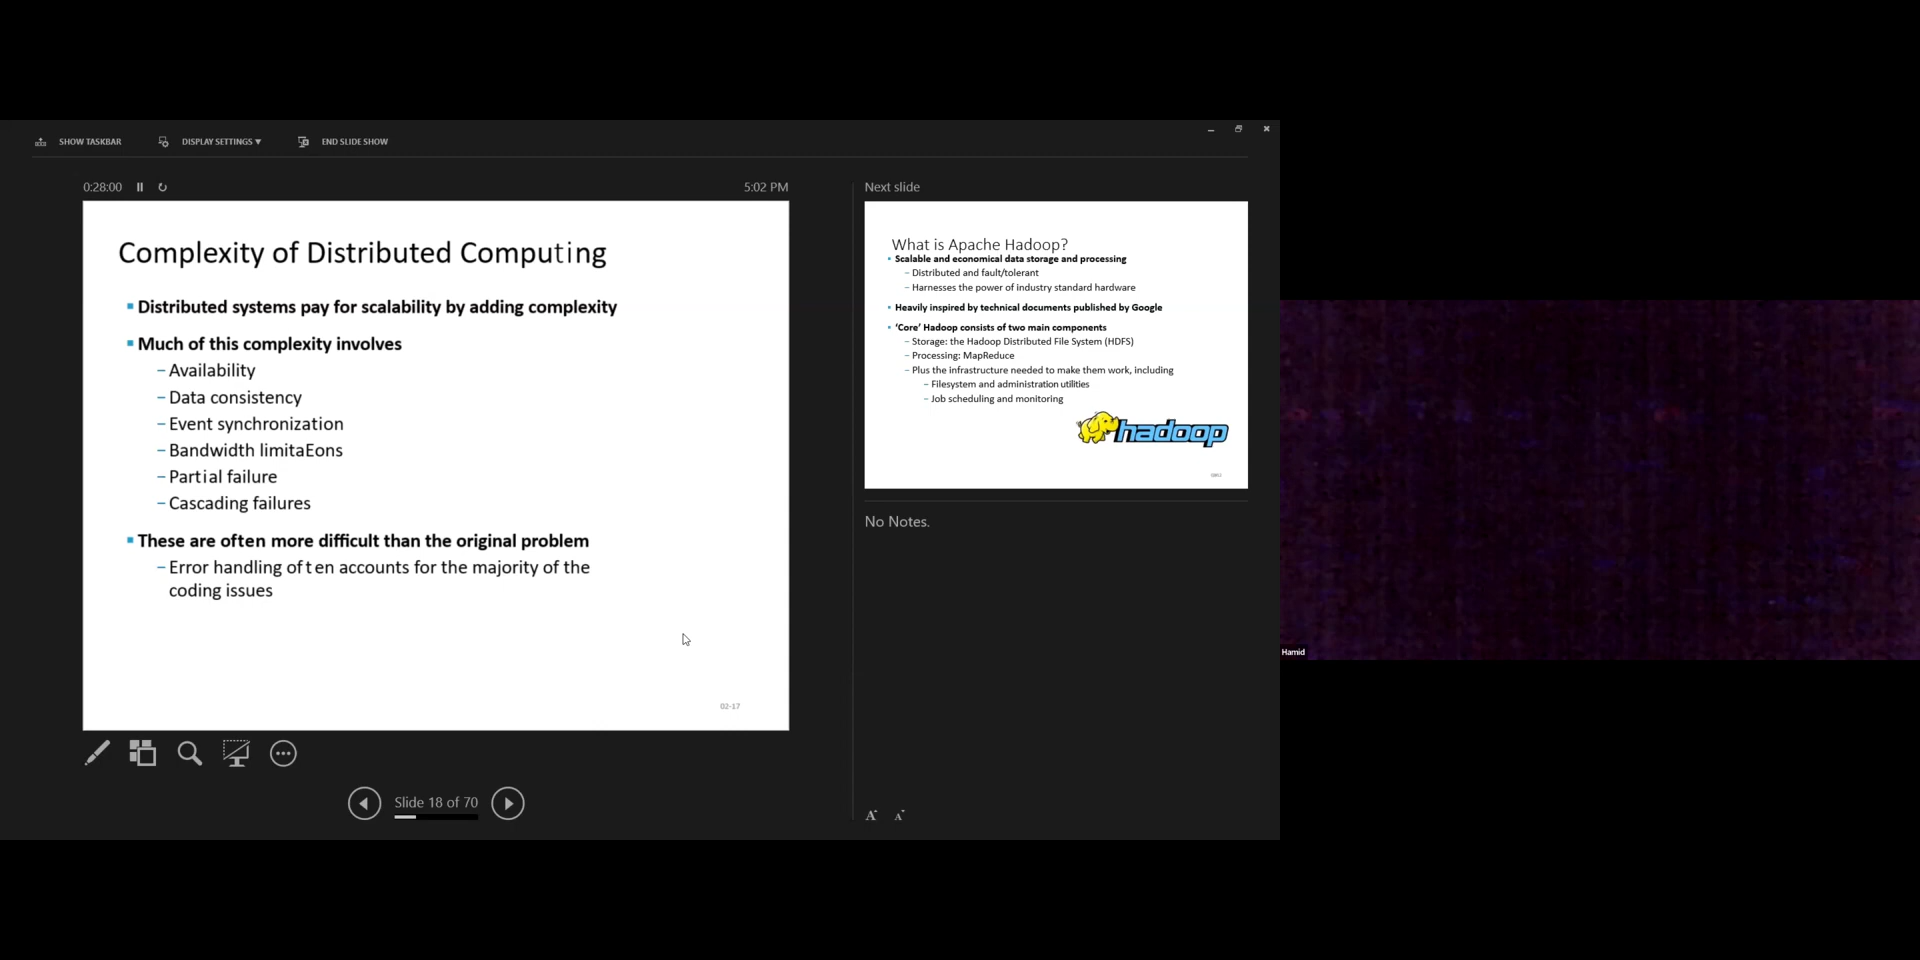 SHOW TASKBAR
DISPLAY SETTINGS ▼
END SLIDE SHOW
0:28:00
5:02 PM
Complexity of Distributed Computing
▪ Distributed systems pay for scalability by adding complexity
▪ Much of this complexity involves
– Availability
– Data consistency
– Event synchronization
– Bandwidth limitaEons
– Partial failure
– Cascading failures
▪ These are often more difficult than the original problem
– Error handling often accounts for the majority of the
coding issues
02-17
Slide 18 of 70
Next slide
What is Apache Hadoop?
▪ Scalable and economical data storage and processing
– Distributed and fault/tolerant
– Harnesses the power of industry standard hardware
▪ Heavily inspired by technical documents published by Google
▪ ‘Core’ Hadoop consists of two main components
– Storage: the Hadoop Distributed File System (HDFS)
– Processing: MapReduce
– Plus the infrastructure needed to make them work, including
– Filesystem and administration utilities
– Job scheduling and monitoring
hadoop
No Notes.
A A
Hamid